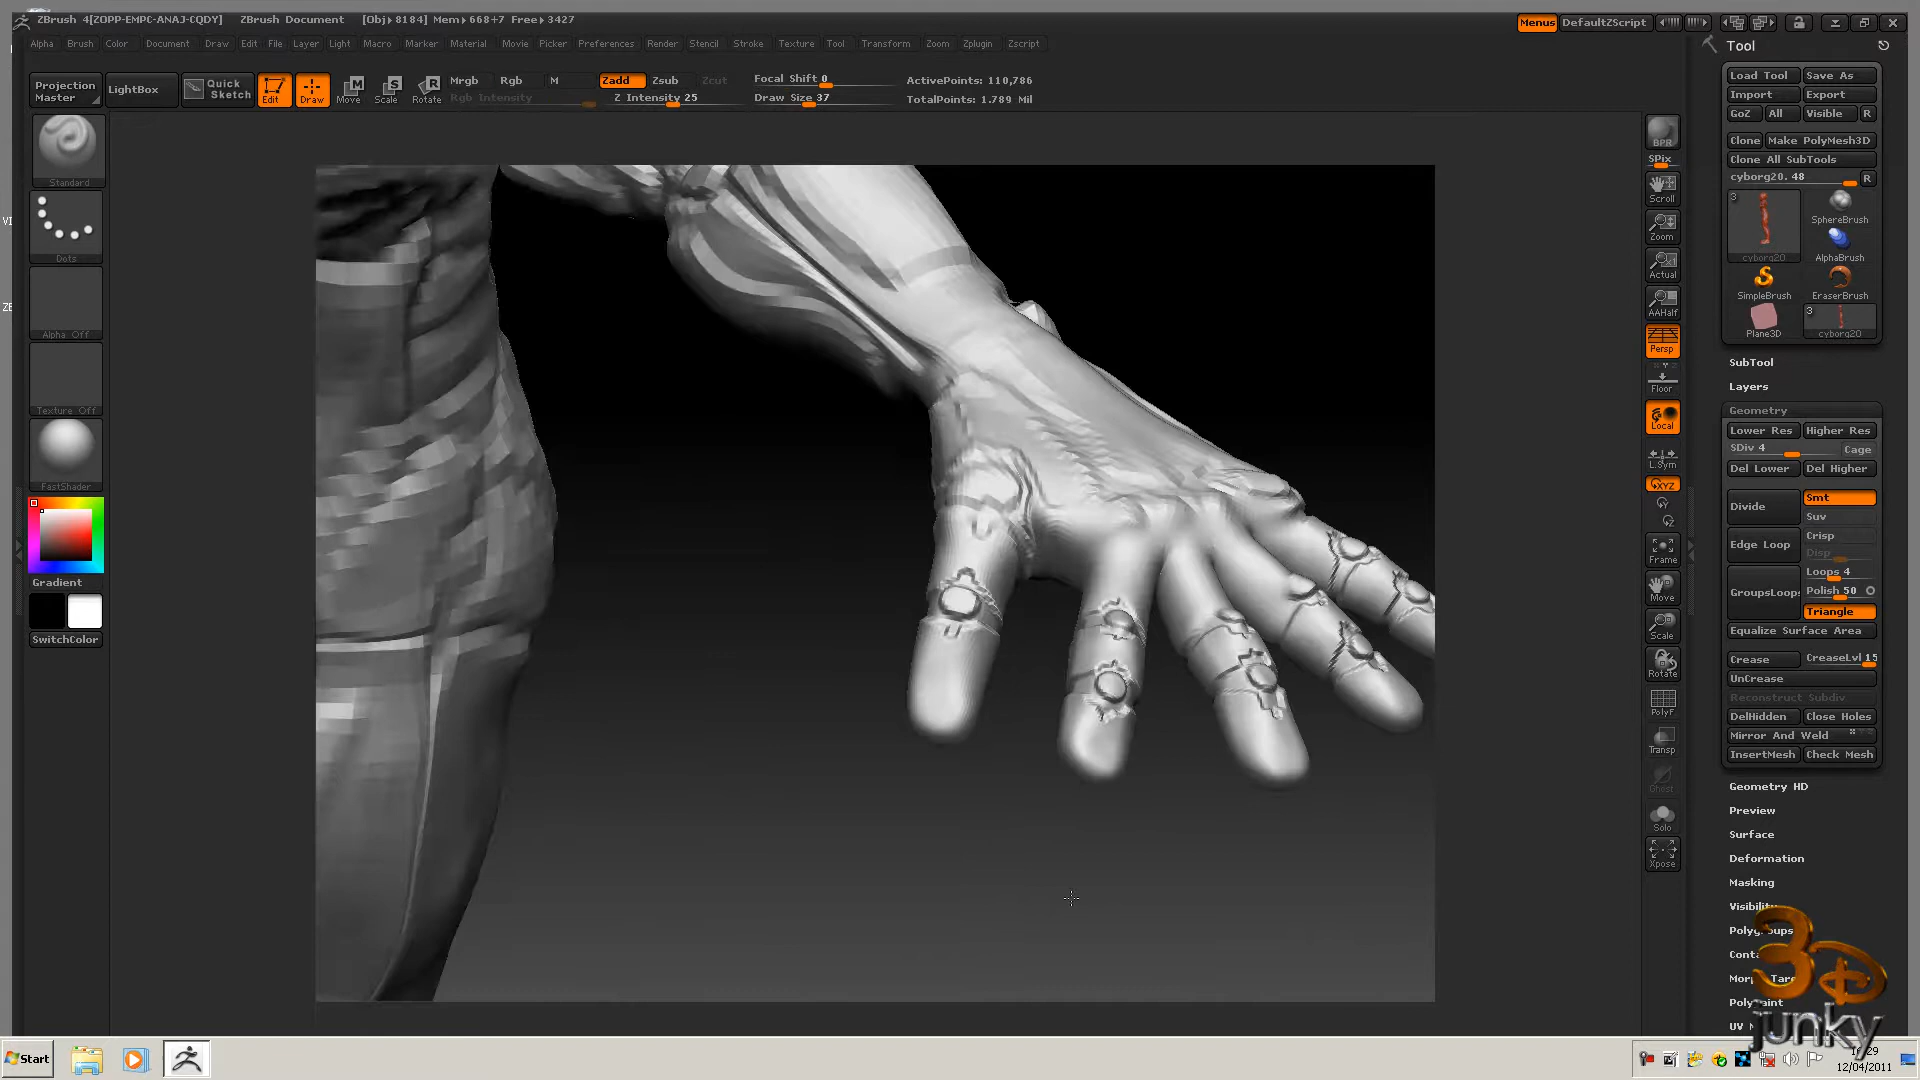 ZBrush 4[ZOPP-EMPC-ANAJ-CQDY] ZBrush Document [Obj▸ 8184] Mem▸ 668+7 Free▸ 3427
Menus DefaultZScript
Alpha Brush Color Document Draw Edit File Layer Light Macro Marker Material Movie Picker Preferences Render Stencil Stroke Texture Tool Transform Zoom Zplugin Zscript
Tool
Projection Master
LightBox
Quick Sketch
Edit
Draw
Move
Scale
Rotate
Mrgb Rgb M
Rgb Intensity
Zadd Zsub Zcut
Z Intensity 25
Focal Shift 0
Draw Size 37
ActivePoints: 110,786
TotalPoints: 1.789 Mil
Standard
Dots
Alpha Off
Texture Off
FastShader
Gradient
SwitchColor
BPR
SPix
Scroll
Zoom
Actual
AAHalf
Persp
Floor
Local
L.Sym
XYZ
Frame
Move
Scale
Rotate
PolyF
Transp
Ghost
Solo
Xpose
Load Tool Save As
Import Export
GoZ All Visible R
Clone Make PolyMesh3D
Clone All SubTools
cyborg20. 48 R
3
cyborg20
SphereBrush
AlphaBrush
SimpleBrush
EraserBrush
Plane3D
3
cyborg20
SubTool
Layers
Geometry
Lower Res Higher Res
SDiv 4 Cage
Del Lower Del Higher
Divide Smt
Suv
Edge Loop Crisp
Disp
GroupsLoops Loops 4
Polish 50
Triangle
Equalize Surface Area
Crease CreaseLvl 15
UnCrease
Reconstruct Subdiv
DelHidden Close Holes
Mirror And Weld
InsertMesh Check Mesh
Geometry HD
Preview
Surface
Deformation
Masking
Visibility
3D
junky
Start
12/04/2011